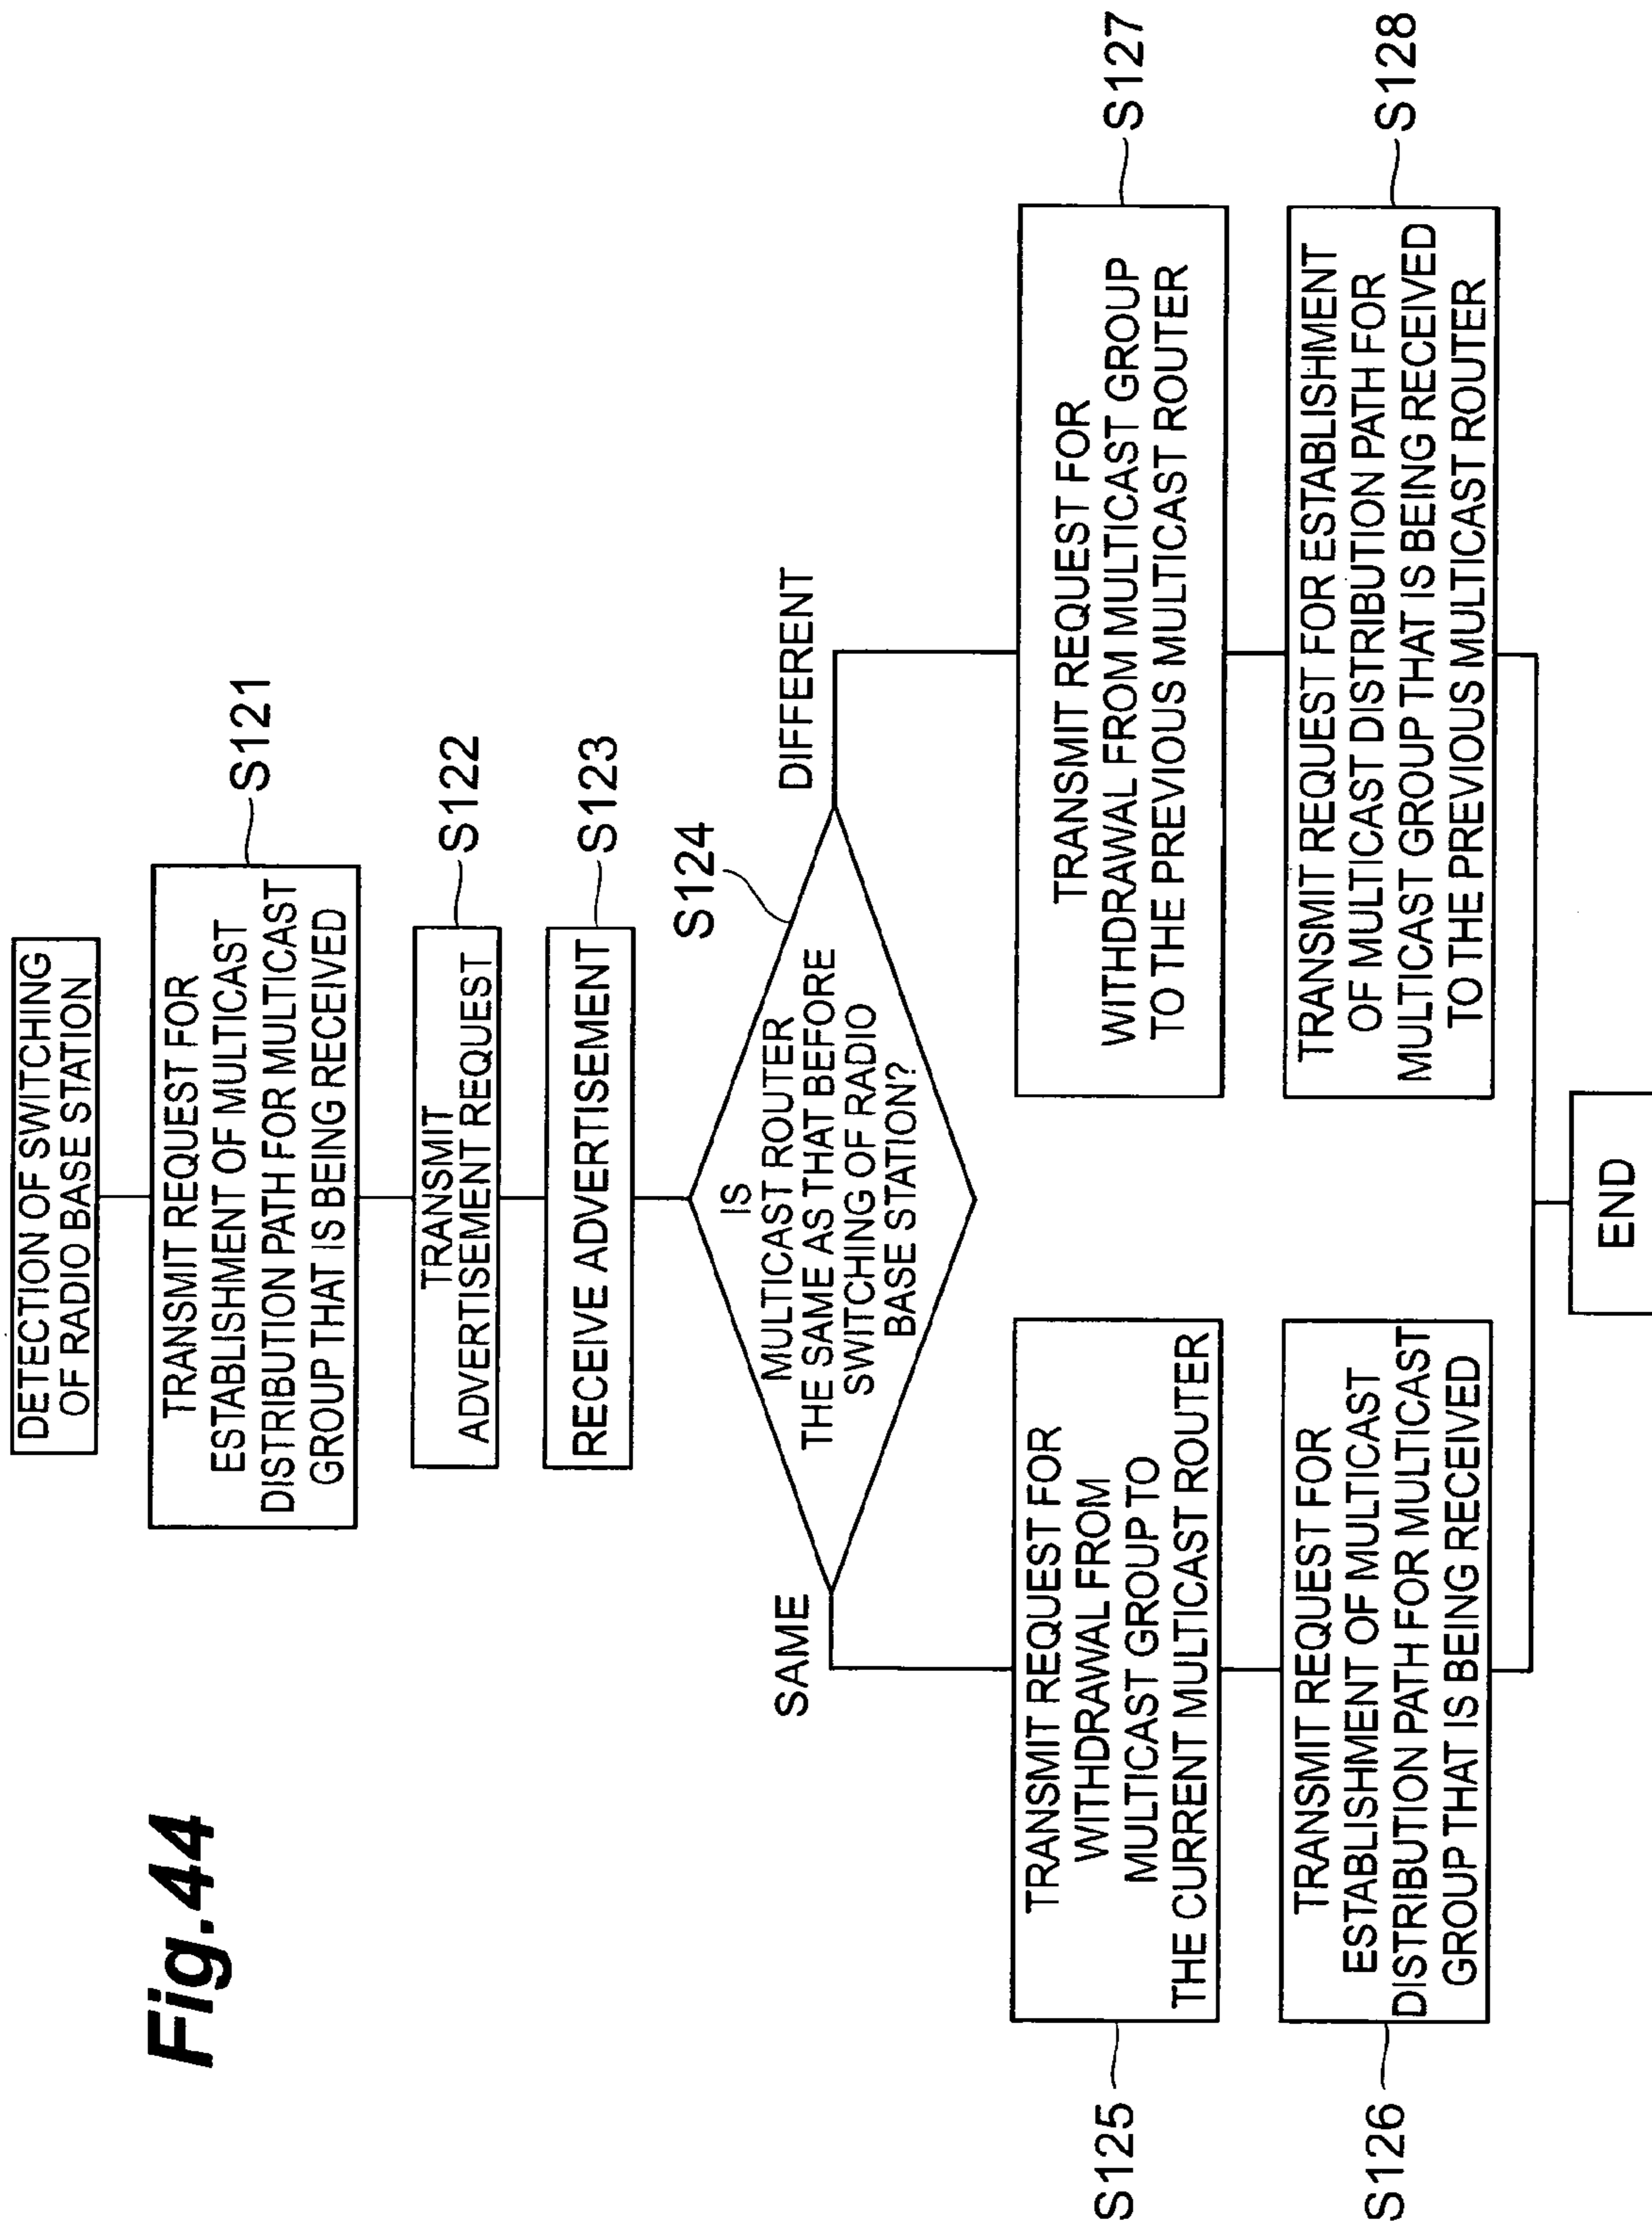 Fig.44
DETECTION OF SWITCHING
OF RADIO BASE STATION
TRANSMIT REQUEST FOR
ESTABLISHMENT OF MULTICAST
DISTRIBUTION PATH FOR MULTICAST
GROUP THAT IS BEING RECEIVED
S121
TRANSMIT
ADVERTISEMENT REQUEST
S122
RECEIVE ADVERTISEMENT
S123
S124
IS
MULTICAST ROUTER
THE SAME AS THAT BEFORE
SWITCHING OF RADIO
BASE STATION?
SAME
DIFFERENT
S125
TRANSMIT REQUEST FOR
WITHDRAWAL FROM
MULTICAST GROUP TO
THE CURRENT MULTICAST ROUTER
S126
TRANSMIT REQUEST FOR
ESTABLISHMENT OF MULTICAST
DISTRIBUTION PATH FOR MULTICAST
GROUP THAT IS BEING RECEIVED
TRANSMIT REQUEST FOR
WITHDRAWAL FROM MULTICAST GROUP
TO THE PREVIOUS MULTICAST ROUTER
S127
TRANSMIT REQUEST FOR ESTABLISHMENT
OF MULTICAST DISTRIBUTION PATH FOR
MULTICAST GROUP THAT IS BEING RECEIVED
TO THE PREVIOUS MULTICAST ROUTER
S128
END